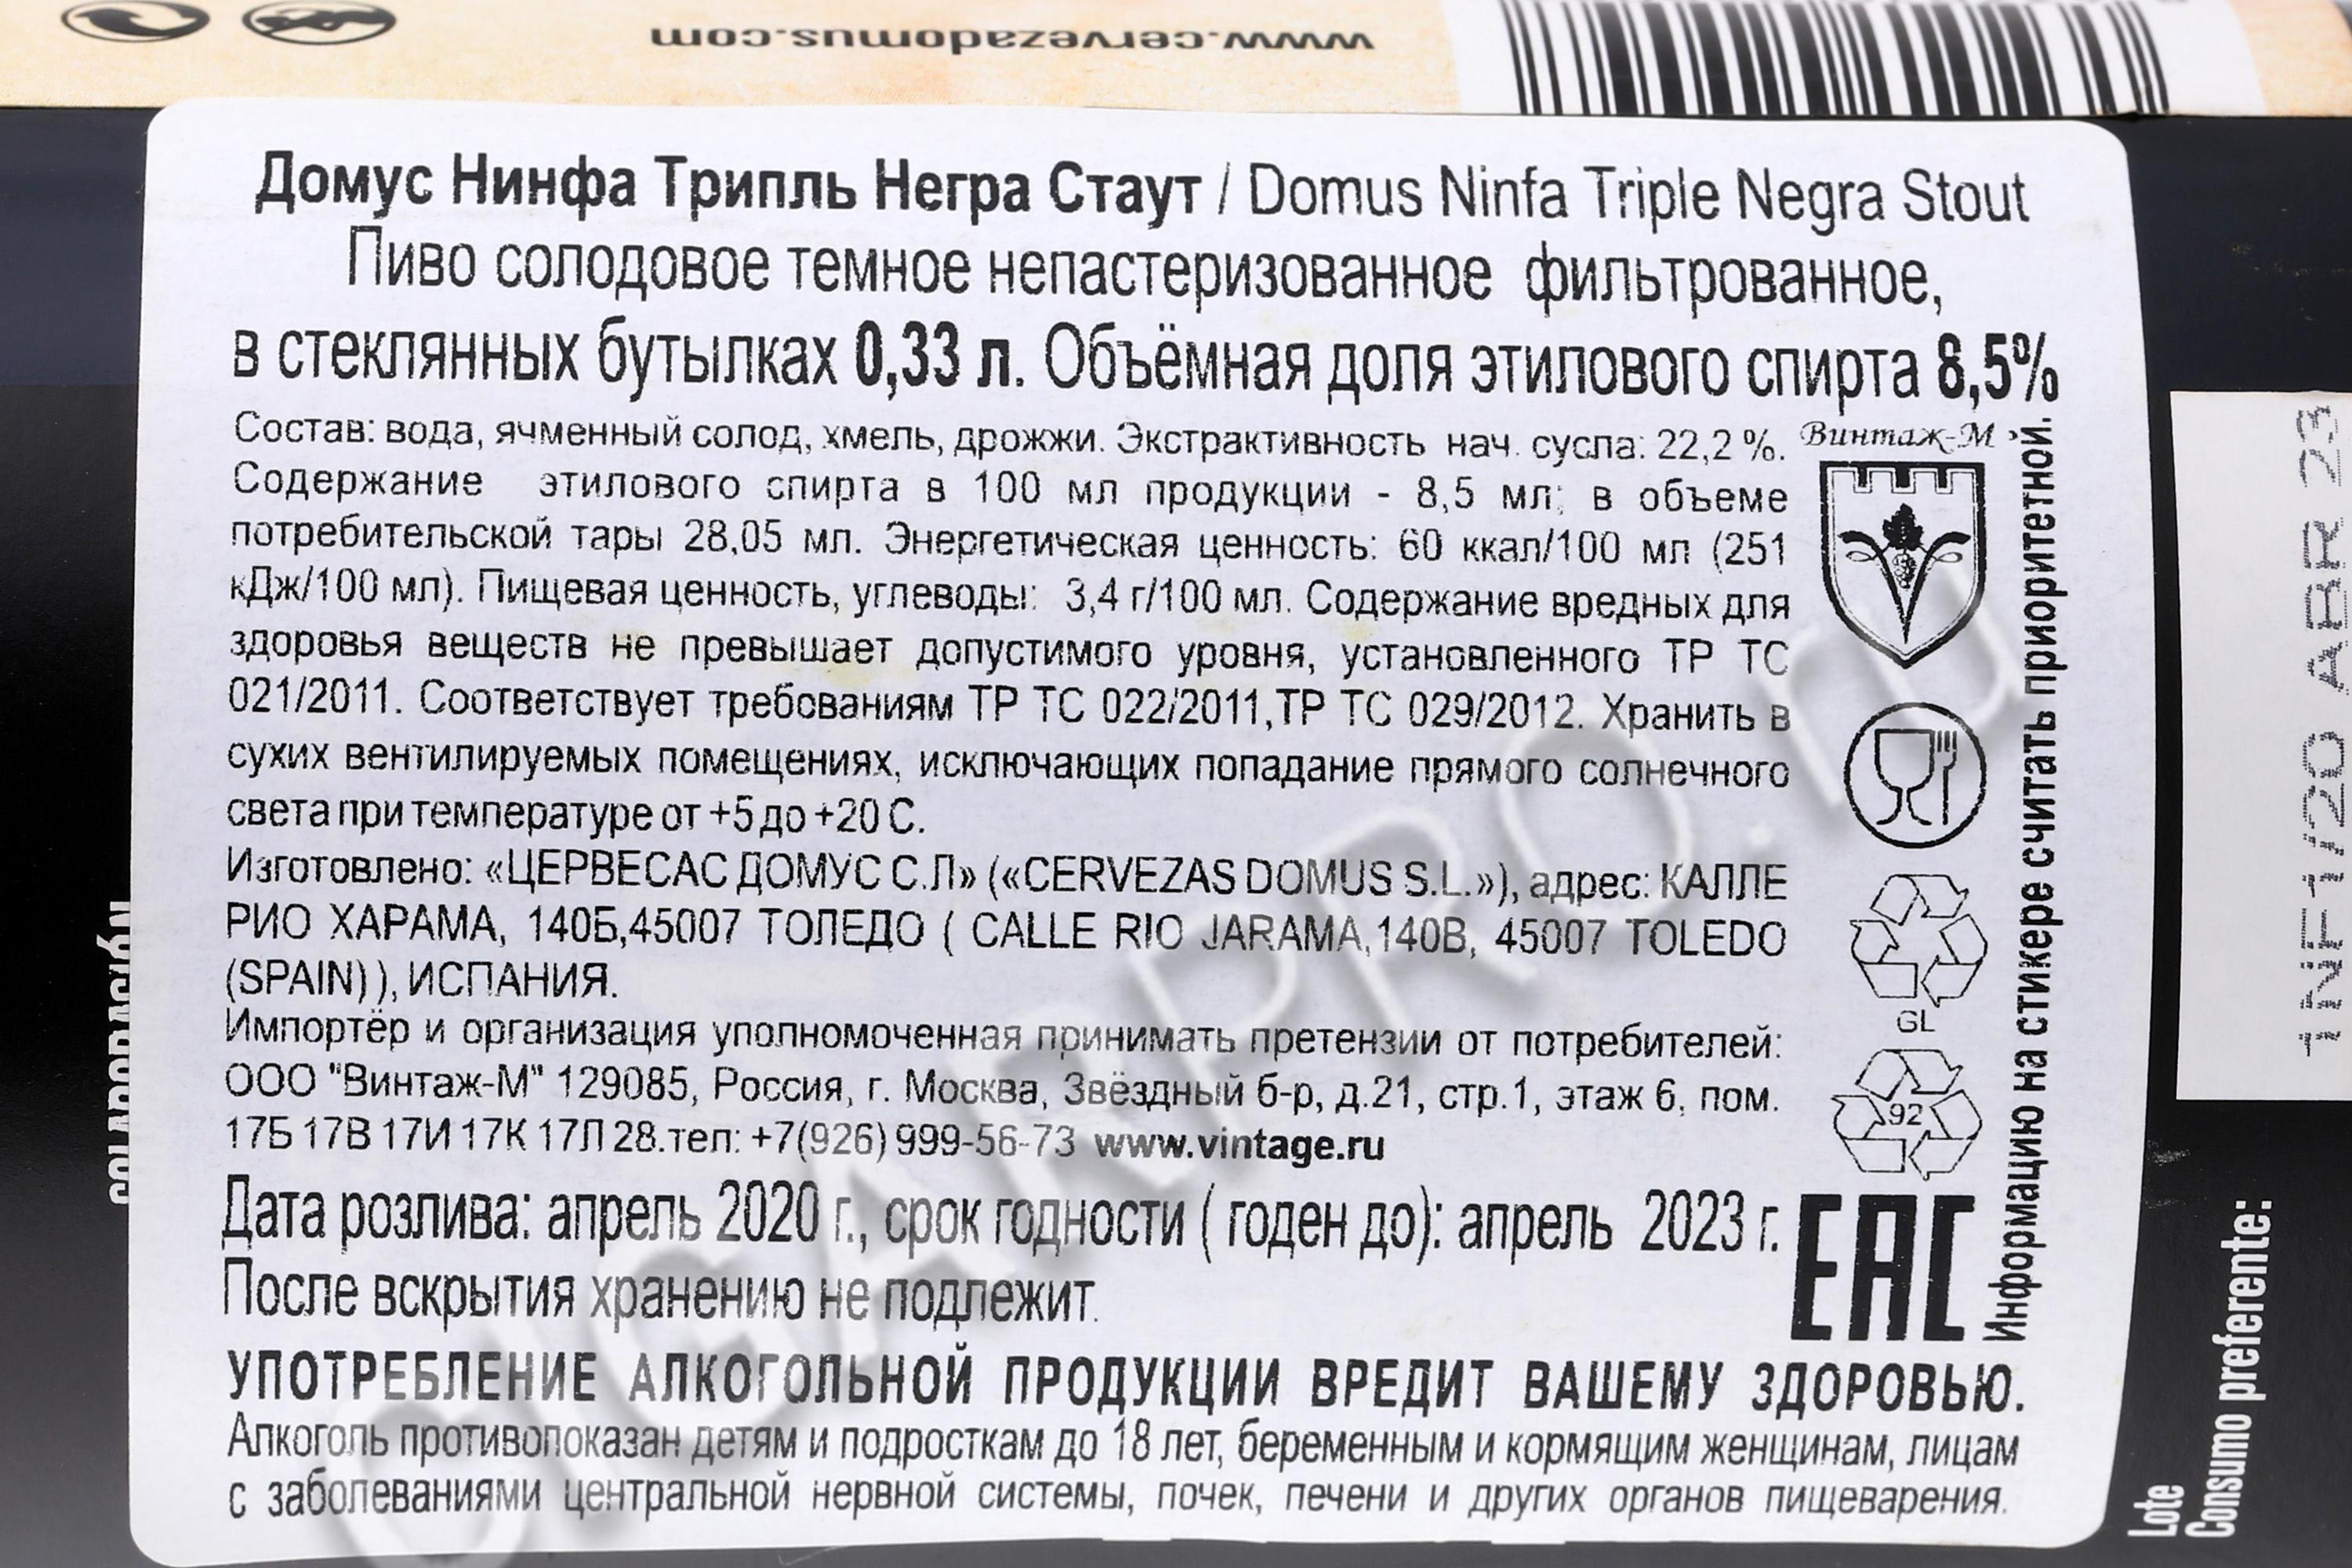 www.cervezadomus.com
Домус Нинфа Трипль Негра Стаут / Domus Ninfa Triple Negra Stout
Пиво солодовое темное непастеризованное фильтрованное,
в стеклянных бутылках 0,33 л. Объёмная доля этилового спирта 8,5%
Состав: вода, ячменный солод, хмель, дрожжи. Экстрактивность нач. сусла: 22,2 %.
Содержание этилового спирта в 100 мл продукции - 8,5 мл; в объеме
потребительской тары 28,05 мл. Энергетическая ценность: 60 ккал/100 мл (251
кДж/100 мл). Пищевая ценность, углеводы: 3,4 г/100 мл. Содержание вредных для
здоровья веществ не превышает допустимого уровня, установленного ТР ТС
021/2011. Соответствует требованиям ТР ТС 022/2011,ТР ТС 029/2012. Хранить в
сухих вентилируемых помещениях, исключающих попадание прямого солнечного
света при температуре от +5 до +20 С.
Изготовлено: «ЦЕРВЕСАС ДОМУС С.Л» («CERVEZAS DOMUS S.L.»), адрес: КАЛЛЕ
РИО ХАРАМА, 140Б,45007 ТОЛЕДО ( CALLE RIO JARAMA,140B, 45007 TOLEDO
(SPAIN) ), ИСПАНИЯ.
Импортёр и организация уполномоченная принимать претензии от потребителей:
ООО "Винтаж-М" 129085, Россия, г. Москва, Звёздный б-р, д.21, стр.1, этаж 6, пом.
17Б 17В 17И 17К 17Л 28.тел: +7(926) 999-56-73 www.vintage.ru
Дата розлива: апрель 2020 г., срок годности ( годен до): апрель 2023 г.
После вскрытия хранению не подлежит.
УПОТРЕБЛЕНИЕ АЛКОГОЛЬНОЙ ПРОДУКЦИИ ВРЕДИТ ВАШЕМУ ЗДОРОВЬЮ.
Алкоголь противопоказан детям и подросткам до 18 лет, беременным и кормящим женщинам, лицам
с заболеваниями центральной нервной системы, почек, печени и других органов пищеварения.
Винтаж-М
GL
92
EAC
Информацию на стикере считать приоритетной.
1NF1/20 ABR 23
Lote
Consumo preferente:
CIGARPRO.ru